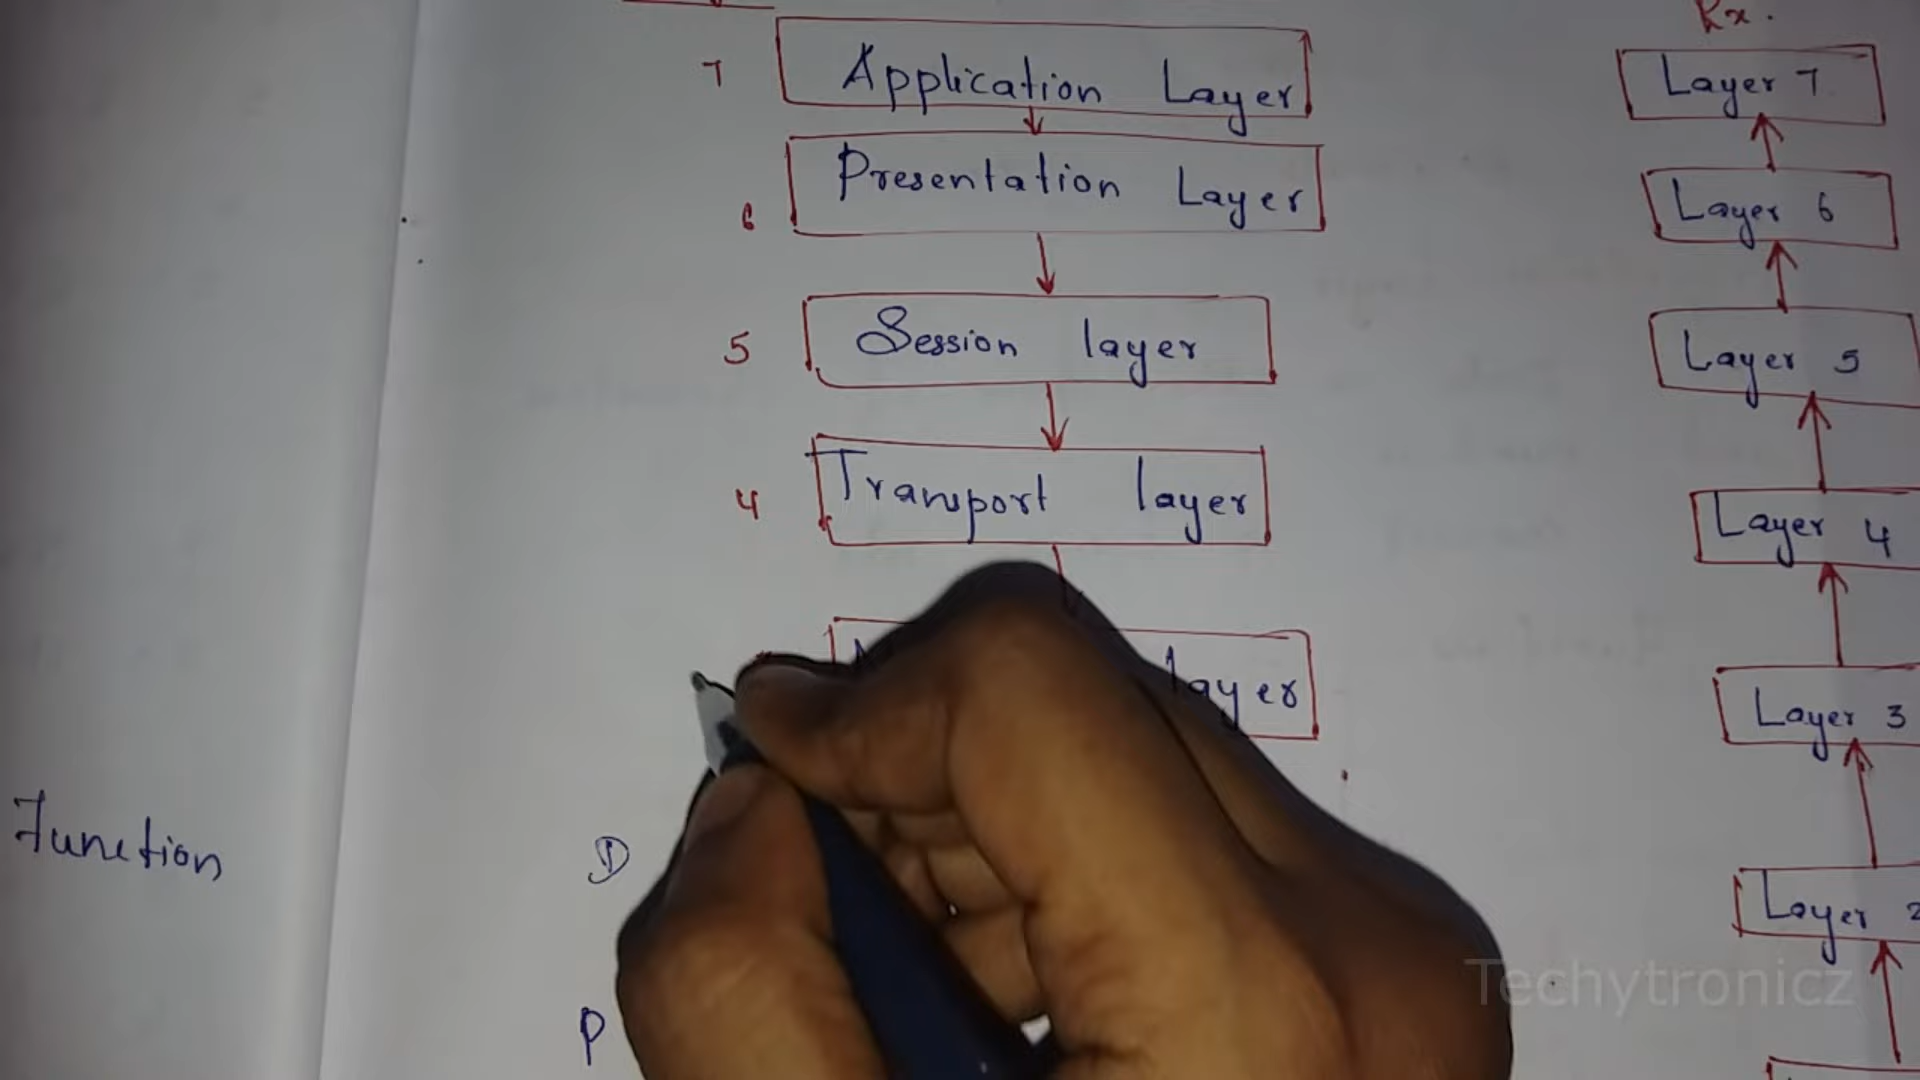 Rx.
7 Application Layer
Layer 7
6 Presentation Layer
Layer 6
5 Session layer
Layer 5
4 Transport layer
Layer 4
layer
Layer 3
Function
D
Layer 2
Techytronicz
P